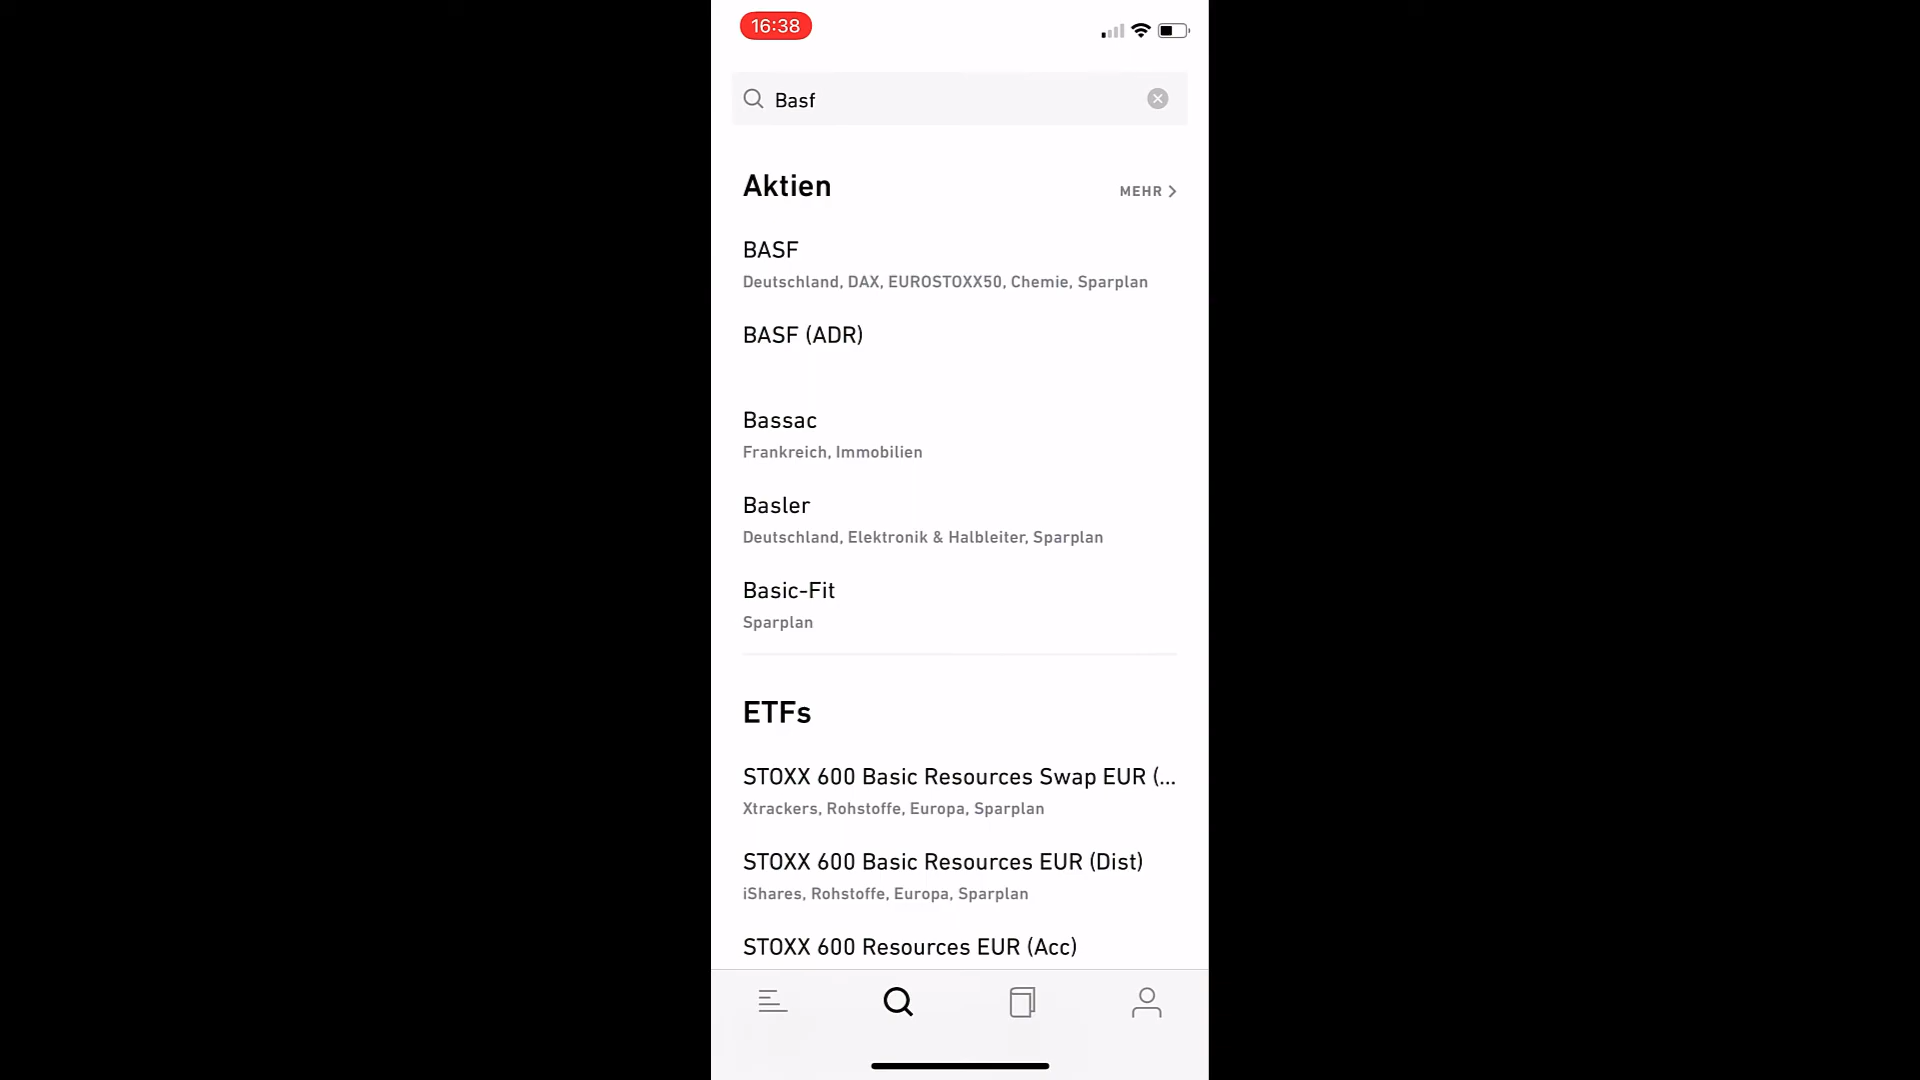 16:38
Basf
Aktien
MEHR
BASF
Deutschland, DAX, EUROSTOXX50, Chemie, Sparplan
BASF (ADR)
Bassac
Frankreich, Immobilien
Basler
Deutschland, Elektronik & Halbleiter, Sparplan
Basic-Fit
Sparplan
ETFs
STOXX 600 Basic Resources Swap EUR (...
Xtrackers, Rohstoffe, Europa, Sparplan
STOXX 600 Basic Resources EUR (Dist)
iShares, Rohstoffe, Europa, Sparplan
STOXX 600 Resources EUR (Acc)